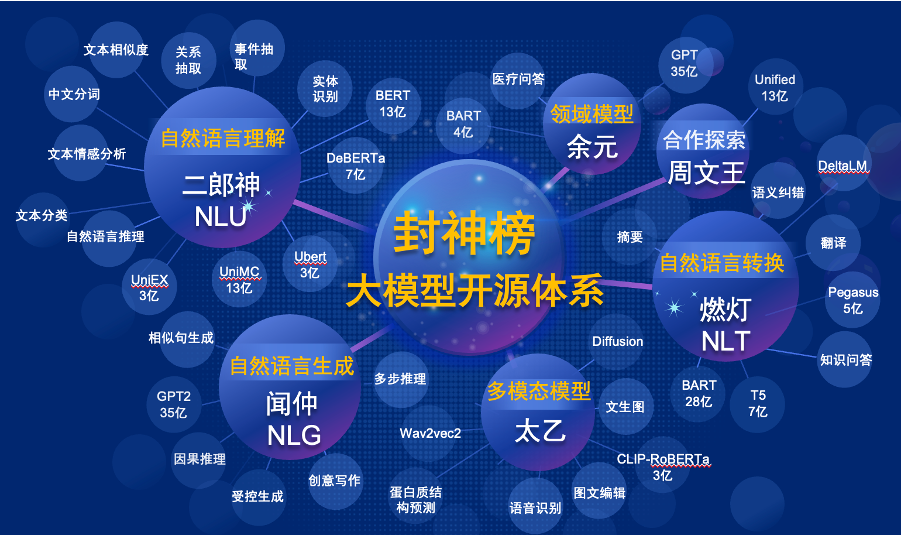 封神榜
大模型开源体系
自然语言理解
二郎神
NLU
文本相似度
关系
抽取
事件抽
取
实体
识别
BERT
13亿
DeBERTa
7亿
Ubert
3亿
UniMC
13亿
UniEX
3亿
自然语言推理
文本分类
文本情感分析
中文分词
领域模型
余元
医疗问答
BART
4亿
GPT
35亿
合作探索
周文王
Unified
13亿
自然语言转换
燃灯
NLT
DeltaLM
语义纠错
摘要
翻译
Pegasus
5亿
知识问答
T5
7亿
BART
28亿
自然语言生成
闻仲
NLG
相似句生成
GPT2
35亿
因果推理
受控生成
创意写作
多步推理
多模态模型
太乙
Diffusion
文生图
CLIP-RoBERTa
3亿
图文编辑
语音识别
蛋白质结
构预测
Wav2vec2